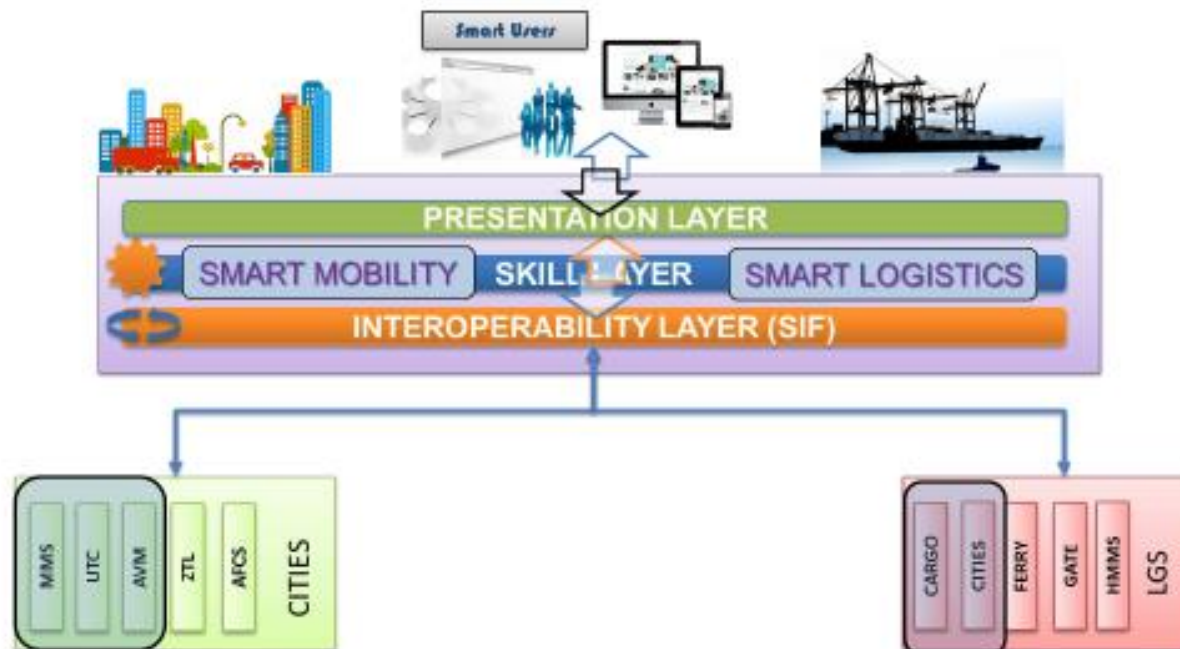 Smart Users
PRESENTATION LAYER
SMART MOBILITY
SKILL LAYER
SMART LOGISTICS
INTEROPERABILITY LAYER (SIF)
MMS
UTC
AVM
ZTL
AFCS
CITIES
CARGO
CITIES
FERRY
GATE
HMMS
LGS